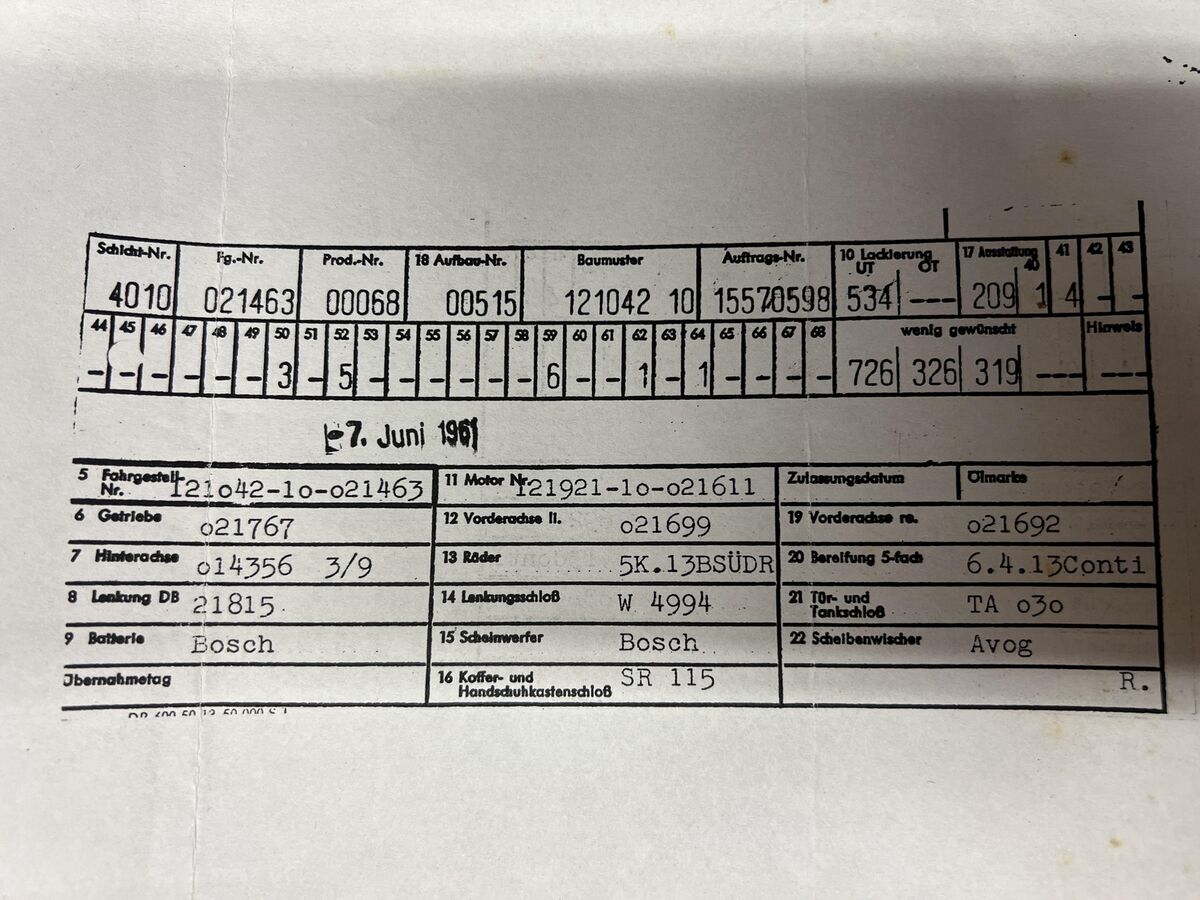 Schicht-Nr. Fg.-Nr. Prod.-Nr. 18 Aufbau-Nr. Baumuster Auftrags-Nr. 10 Lackierung UT OT 17 Ausstattung 40 41 42 43
4010 021463 00068 00515 121042 10 15570598 534 --- 209 1 4 - -
44 45 46 47 48 49 50 51 52 53 54 55 56 57 58 59 60 61 62 63 64 65 66 67 68 wenig gewünscht Hinweis
- - - - - - 3 - 5 - - - - - - 6 - - 1 - 1 - - - - 726 326 319 --- ---
-7. Juni 1961
5 Fahrgestell-Nr. 121o42-1o-o21463 11 Motor Nr. 121921-1o-o21611 Zulassungsdatum Ölmarke
6 Getriebe o21767 12 Vorderachse li. o21699 19 Vorderachse re. o21692
7 Hinterachse o14356 3/9 13 Räder 5K.13BSÜDR 20 Bereifung 5-fach 6.4.13Conti
8 Lenkung DB 21815 14 Lenkungsschloß W 4994 21 Tür- und Tankschloß TA o3o
9 Batterie Bosch 15 Scheinwerfer Bosch 22 Scheibenwischer Avog
Übernahmetag 16 Koffer- und Handschuhkastenschloß SR 115 R.